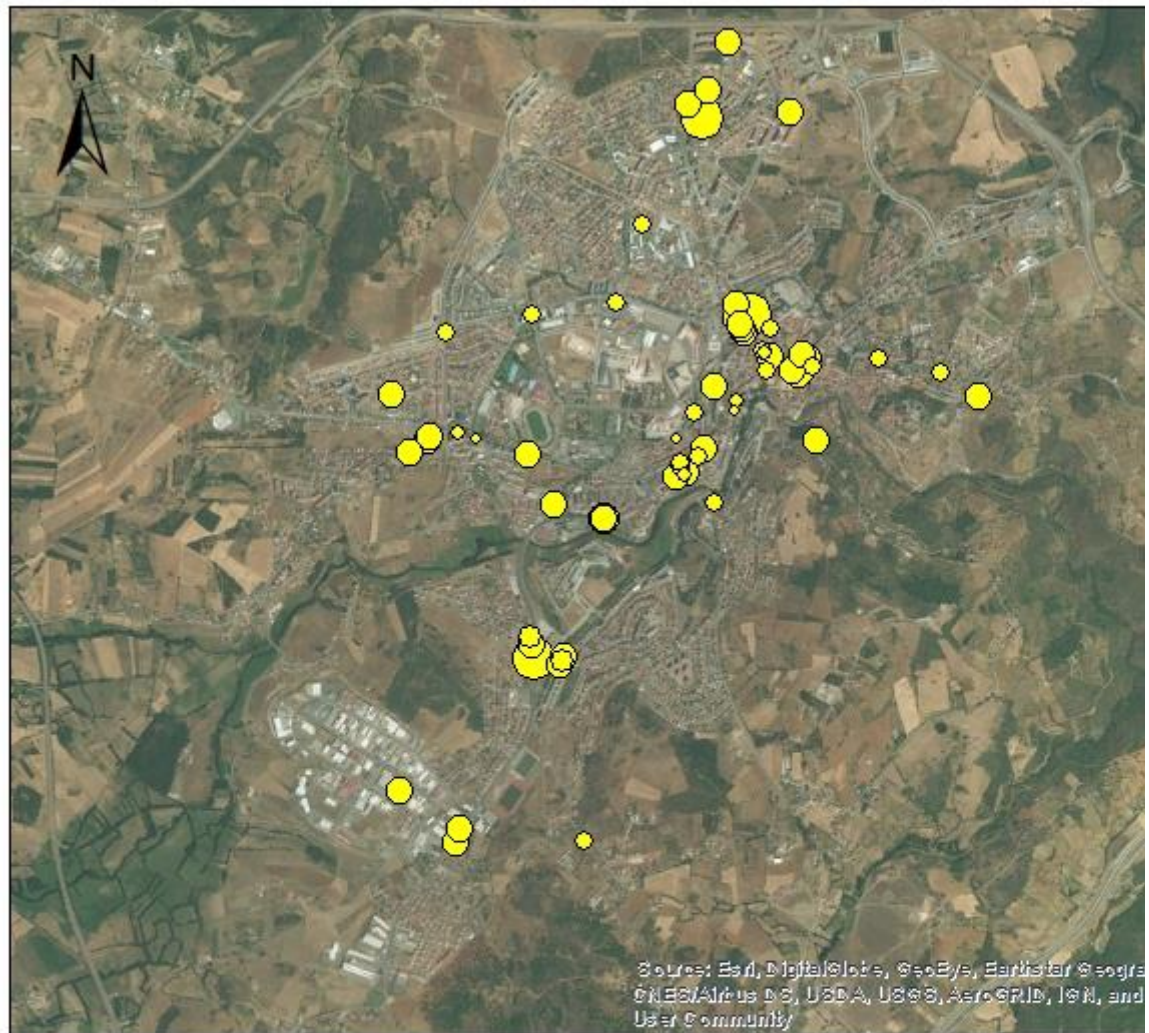 N
Source: Esri, DigitalGlobe, GeoEye, Earthstar Geogra
CNES/Airbus DS, USDA, USGS, AeroGRID, IGN, and
User Community